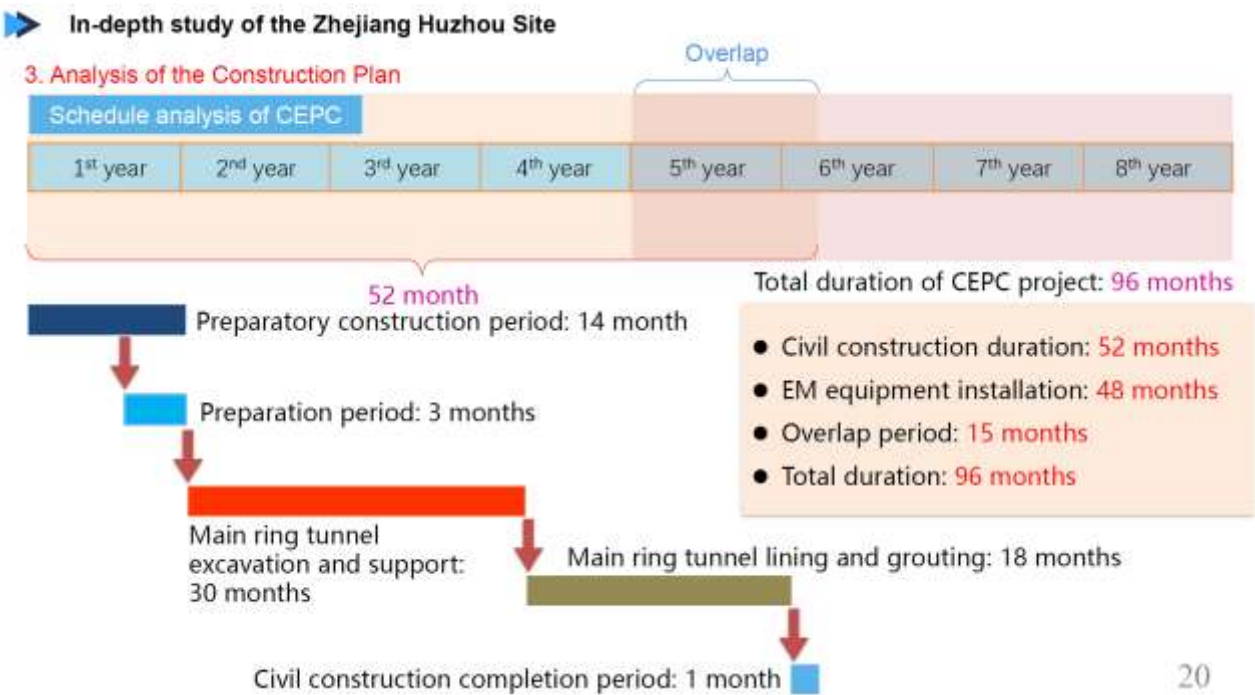 In-depth study of the Zhejiang Huzhou Site
Overlap
3. Analysis of the Construction Plan
Schedule analysis of CEPC
1st year 2nd year 3rd year 4th year 5th year 6th year 7th year 8th year
52 month
Total duration of CEPC project: 96 months
Preparatory construction period: 14 month
● Civil construction duration: 52 months
● EM equipment installation: 48 months
● Overlap period: 15 months
● Total duration: 96 months
Preparation period: 3 months
Main ring tunnel
excavation and support:
30 months
Main ring tunnel lining and grouting: 18 months
Civil construction completion period: 1 month
20